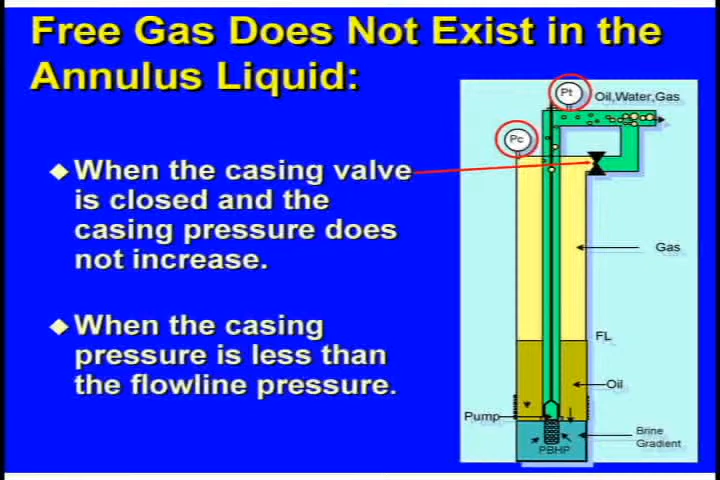 Free Gas Does Not Exist in the
Annulus Liquid:
When the casing valve
is closed and the
casing pressure does
not increase.
When the casing
pressure is less than
the flowline pressure.
Pt
Oil,Water,Gas
Pc
Gas
FL
Oil
Pump
Brine
Gradient
PBHP